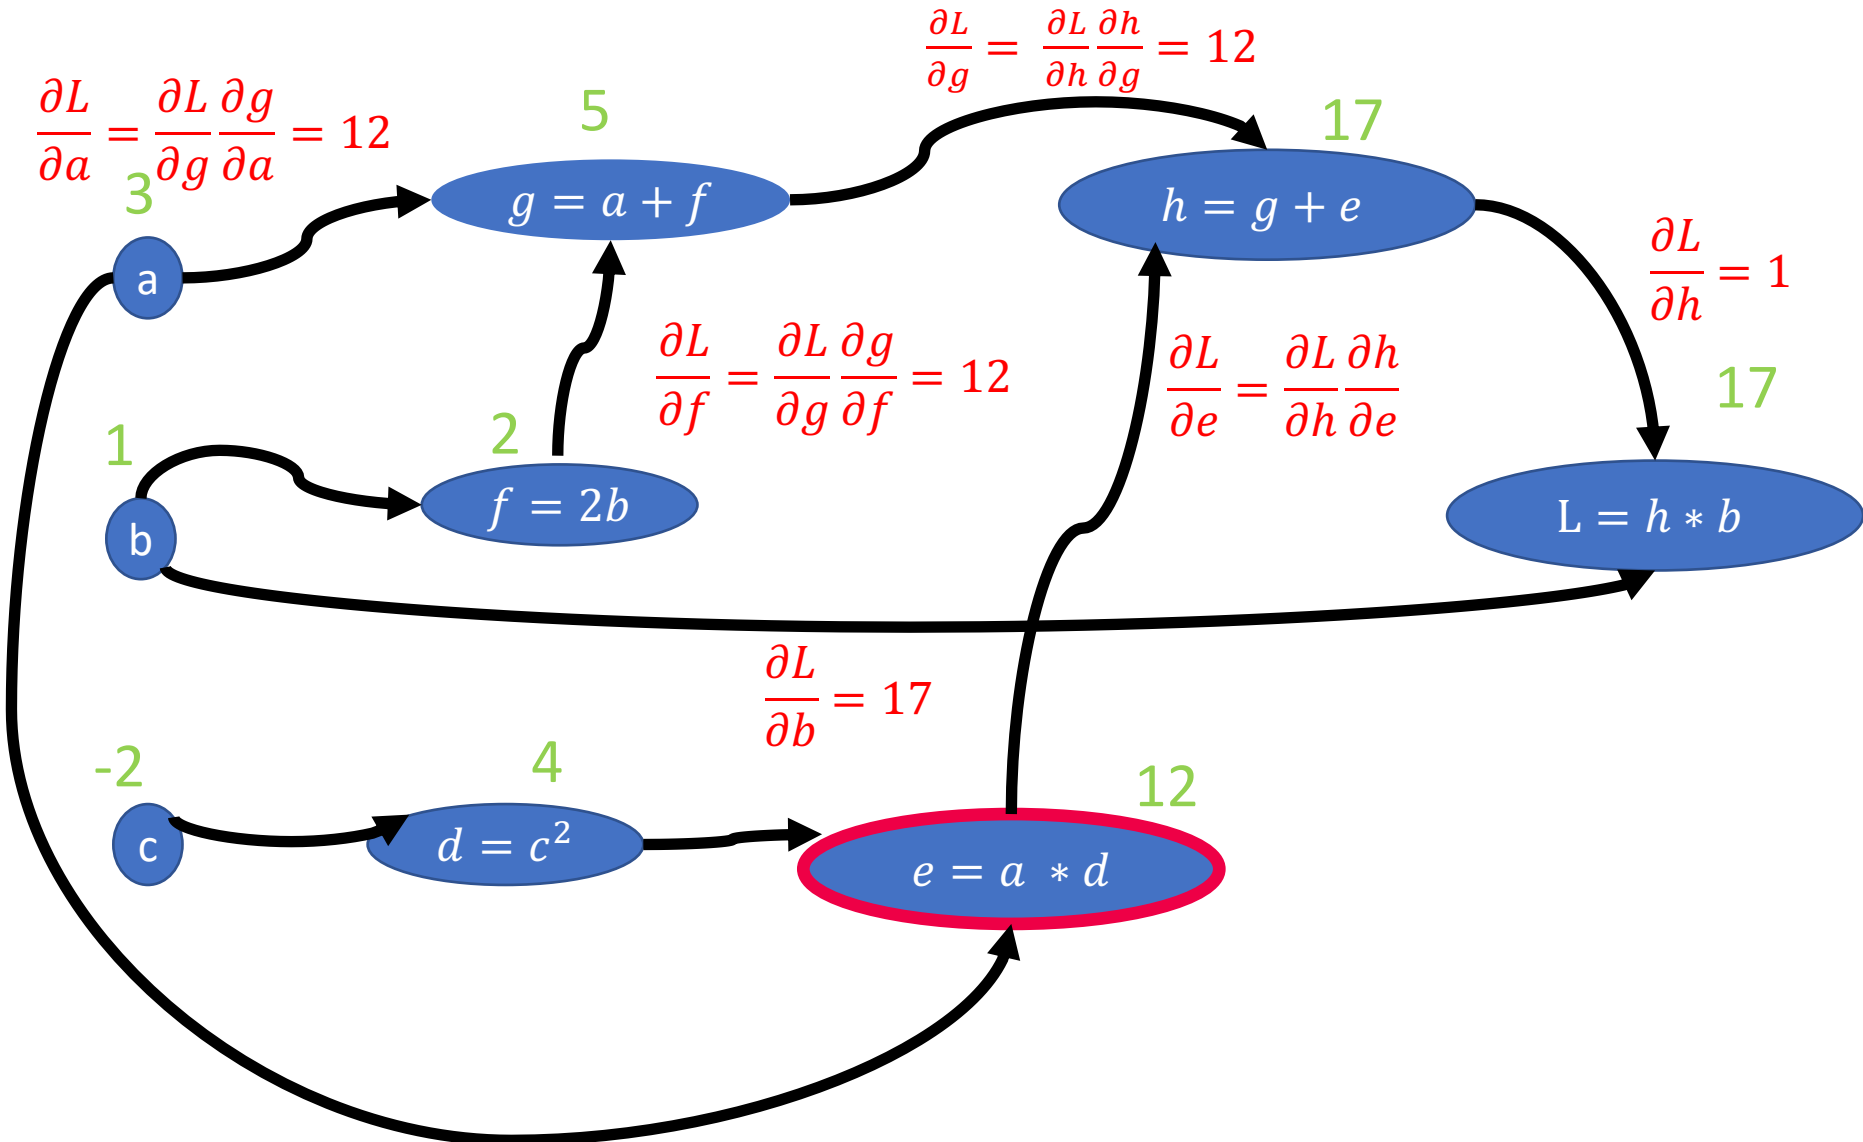 ∂L/∂g = ∂L/∂h ∂h/∂g = 12
∂L/∂a = ∂L/∂g ∂g/∂a = 12
5
17
3
g = a + f
h = g + e
a
∂L/∂h = 1
∂L/∂f = ∂L/∂g ∂g/∂f = 12
∂L/∂e = ∂L/∂h ∂h/∂e
17
1
2
f = 2b
b
L = h * b
∂L/∂b = 17
-2
4
12
c
d = c²
e = a * d